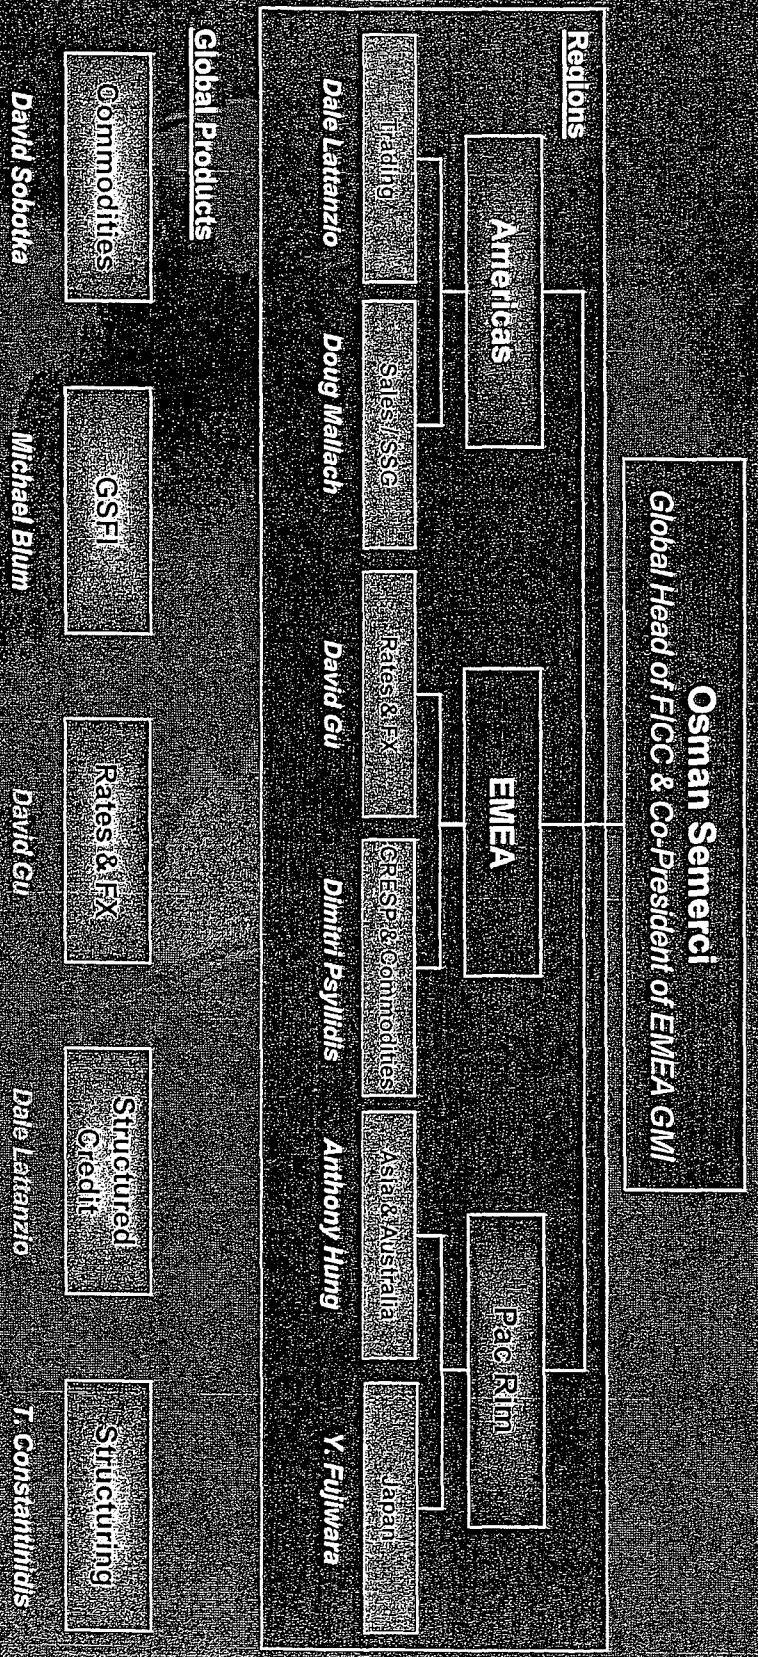 Osman Semerci
Global Head of FICC & Co-President of EMEA GMI
Regions
Americas
EMEA
Pac Rim
Trading
Sales / SSG
Rates & FX
CRESP & Commodities
Asia & Australia
Japan
Dale Lattanzio
Doug Mallach
David Gu
Dimitri Psyllidis
Anthony Hung
Y. Fujiwara
Global Products
Commodities
GSFI
Rates & FX
Structured
Credit
Structuring
David Sobotka
Michael Blum
David Gu
Dale Lattanzio
T. Constantinidis